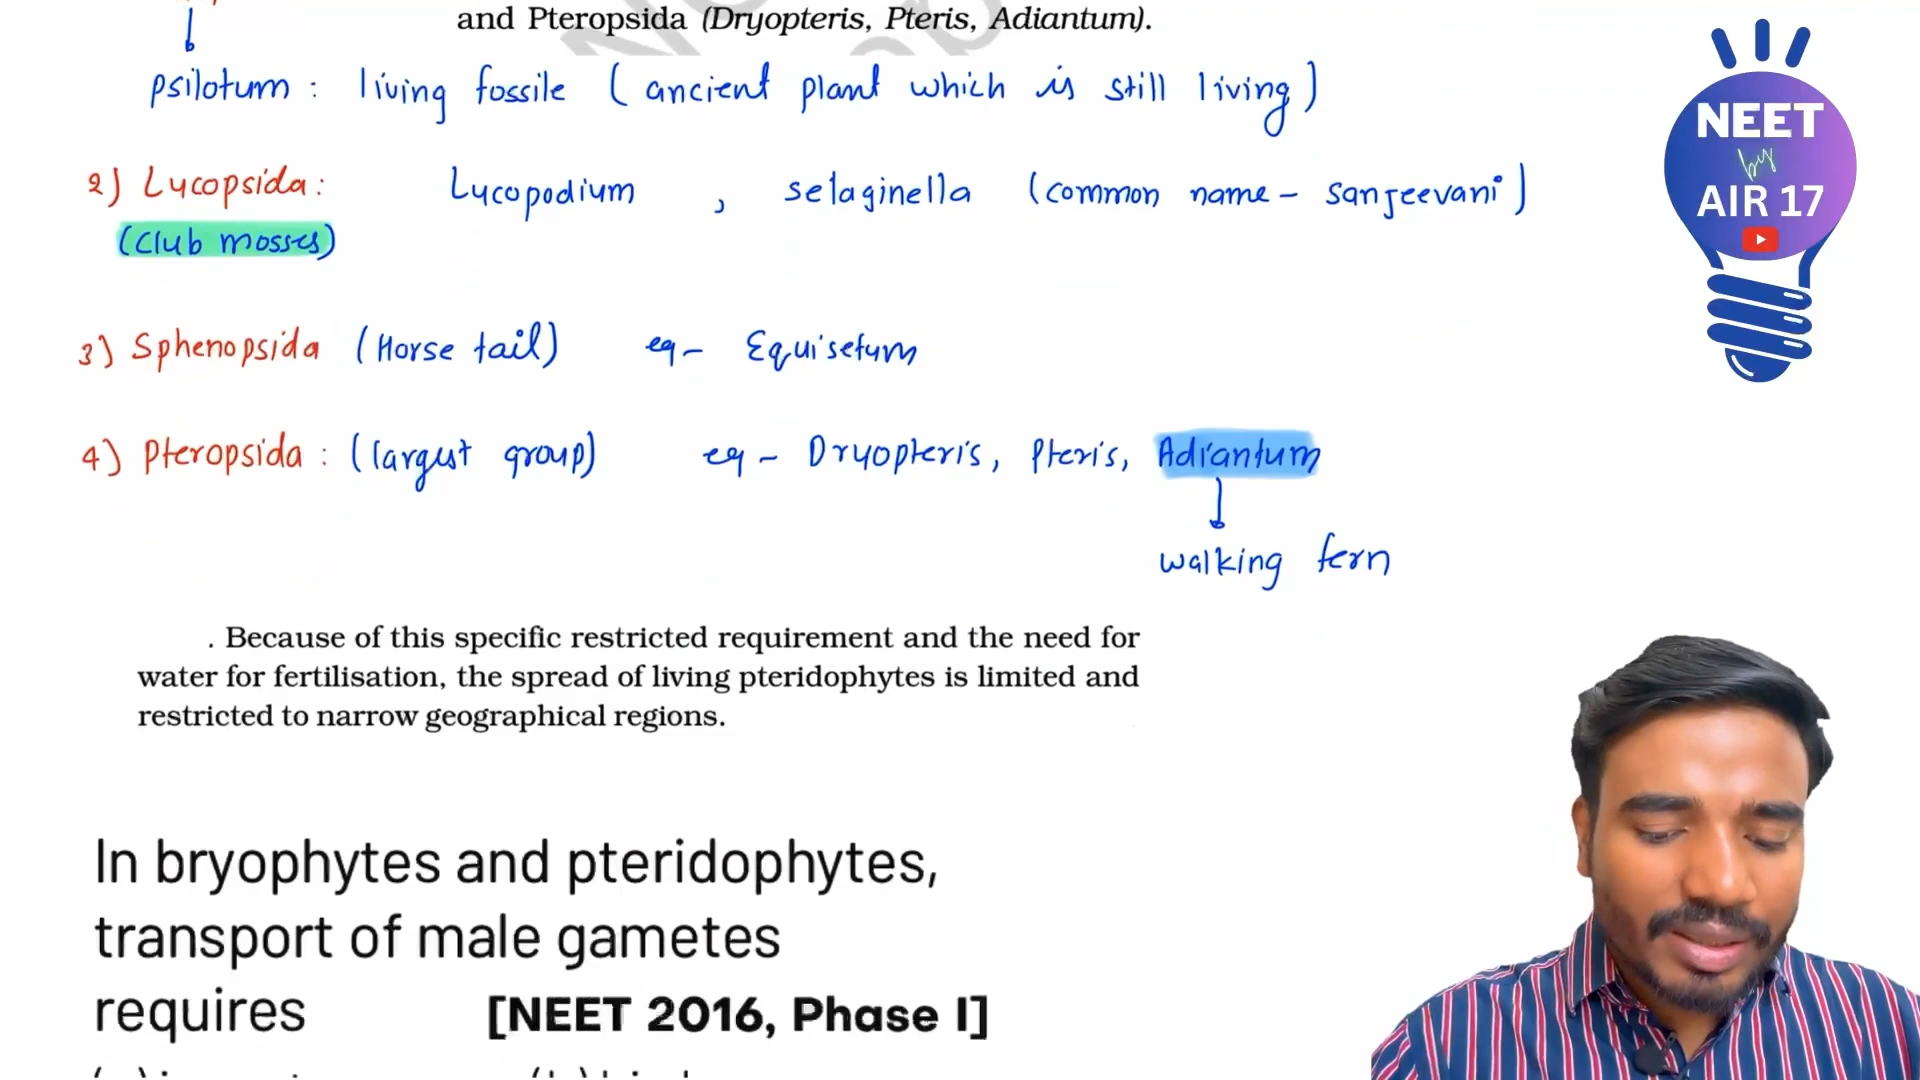 and Pteropsida (Dryopteris, Pteris, Adiantum).
psilotum : living fossile (ancient plant which is still living)
2) Lycopsida: Lycopodium , selaginella (common name - sanjeevani)
(club mosses)
3) Sphenopsida (Horse tail) eg - Equisetum
4) Pteropsida : (largest group) eg - Dryopteris, Pteris, Adiantum
walking fern
. Because of this specific restricted requirement and the need for
water for fertilisation, the spread of living pteridophytes is limited and
restricted to narrow geographical regions.
In bryophytes and pteridophytes,
transport of male gametes
requires [NEET 2016, Phase I]
NEET
by
AIR 17